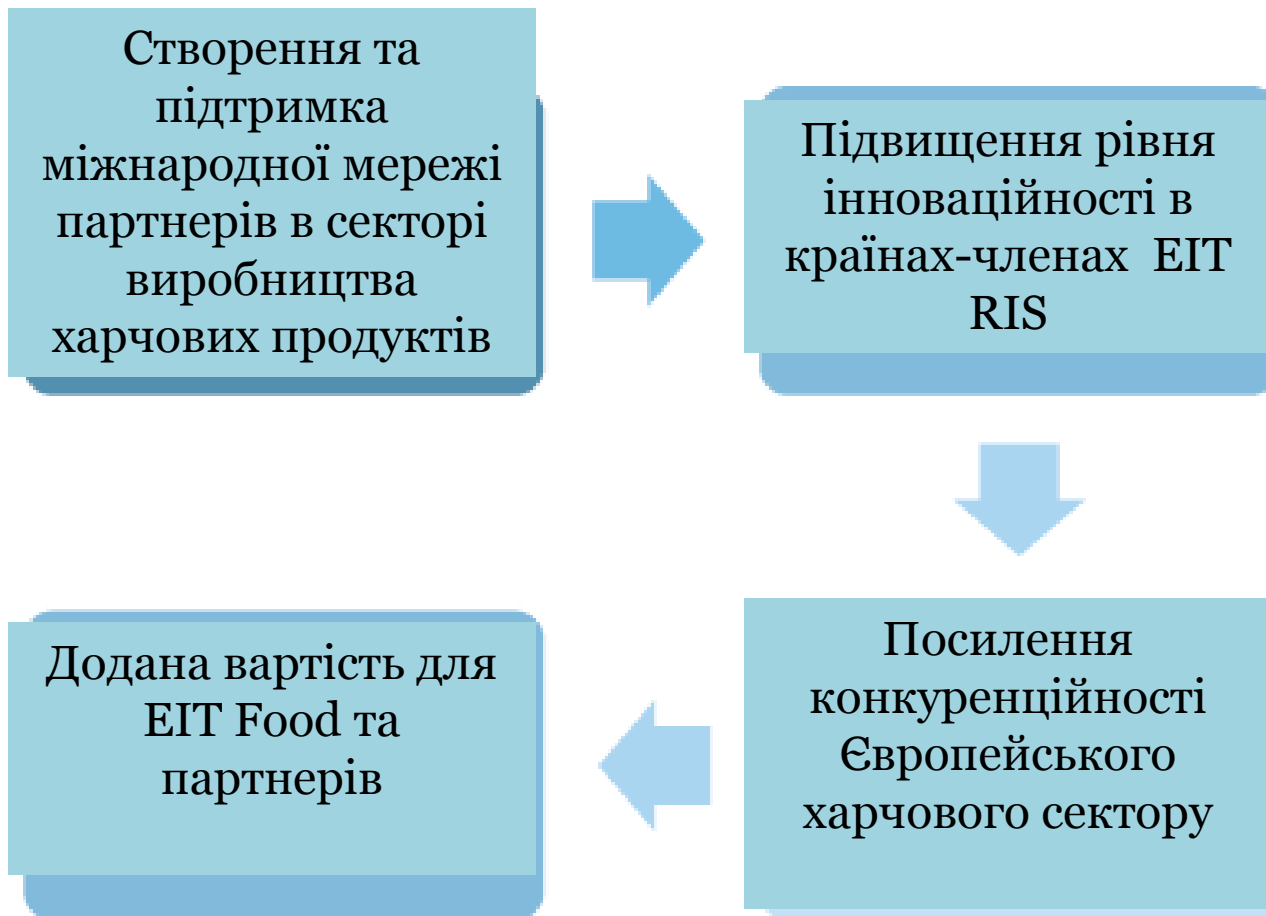 Створення та
підтримка
міжнародної мережі
партнерів в секторі
виробництва
харчових продуктів
Підвищення рівня
інноваційності в
країнах-членах EIT
RIS
Посилення
конкуренційності
Європейського
харчового сектору
Додана вартість для
EIT Food та
партнерів